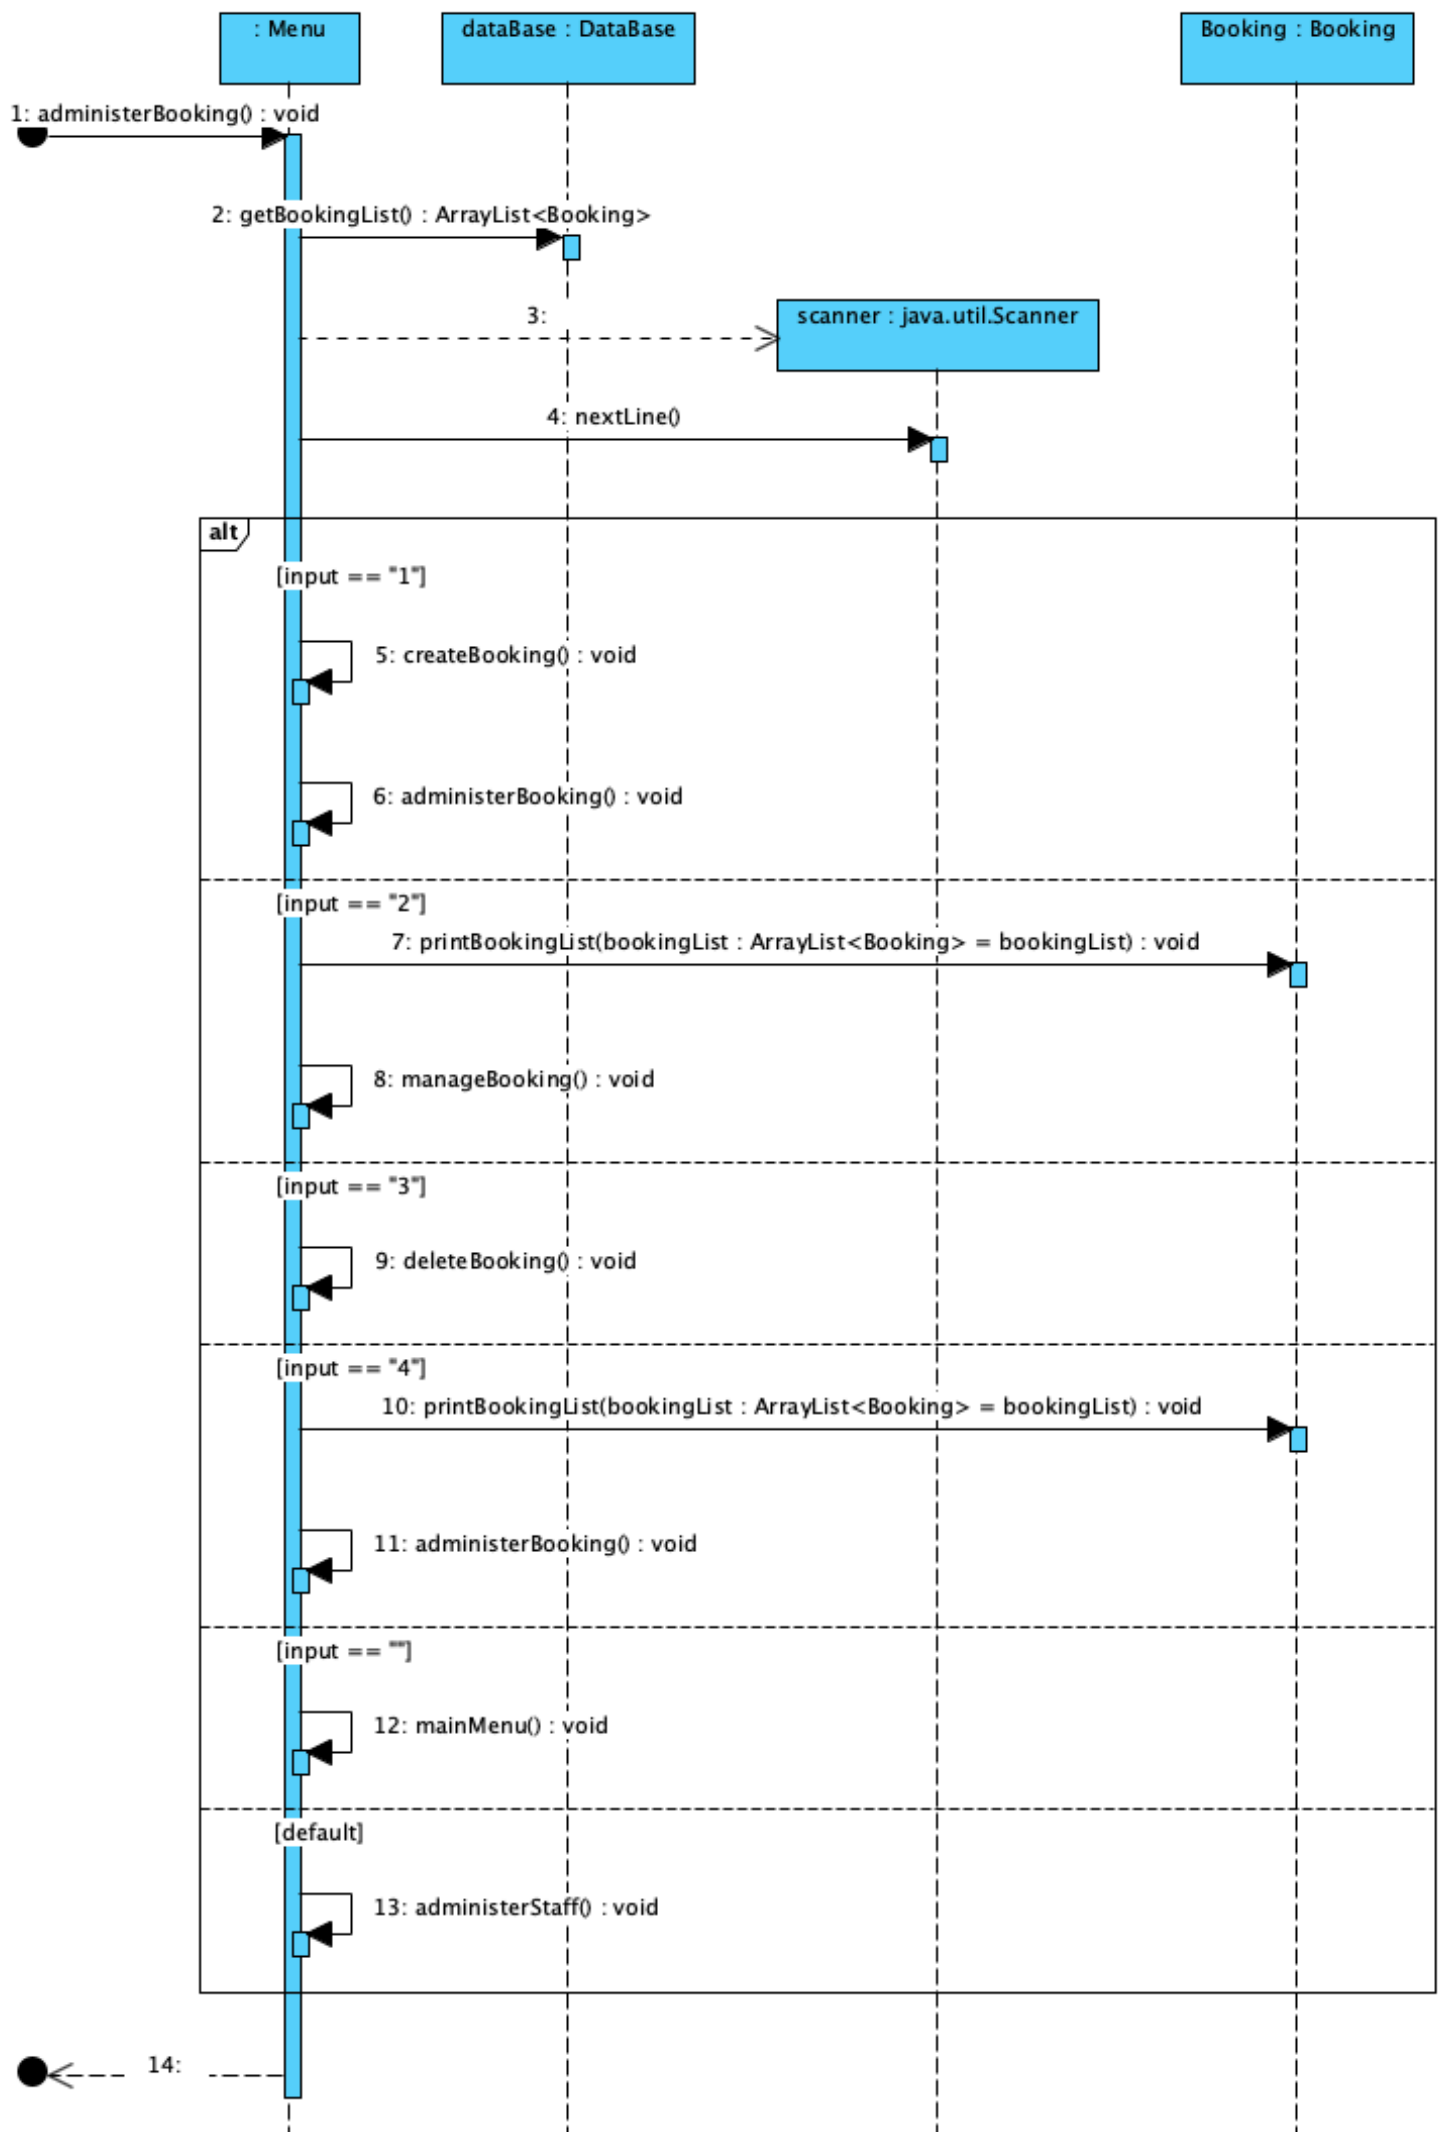 : Menu
dataBase : DataBase
Booking : Booking
1: administerBooking() : void
2: getBookingList() : ArrayList<Booking>
3:
scanner : java.util.Scanner
4: nextLine()
alt
[input == "1"]
5: createBooking() : void
6: administerBooking() : void
[input == "2"]
7: printBookingList(bookingList : ArrayList<Booking> = bookingList) : void
8: manageBooking() : void
[input == "3"]
9: deleteBooking() : void
[input == "4"]
10: printBookingList(bookingList : ArrayList<Booking> = bookingList) : void
11: administerBooking() : void
[input == ""]
12: mainMenu() : void
[default]
13: administerStaff() : void
14: